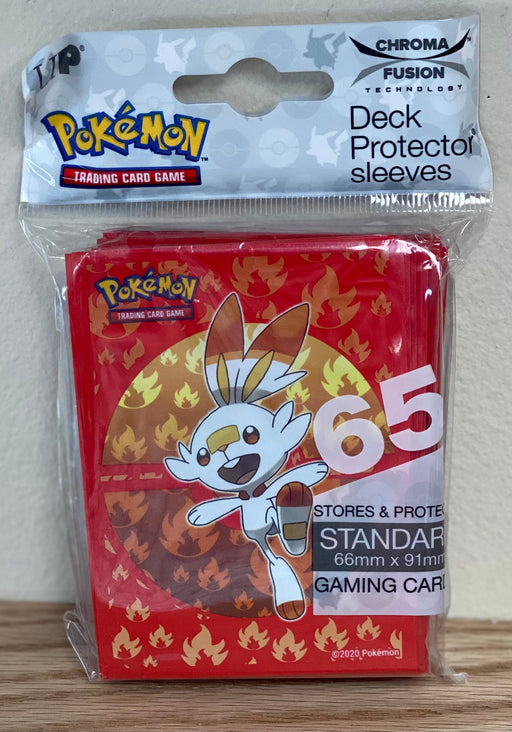 UP®
CHROMA
FUSION
TECHNOLOGY
POKéMON
TRADING CARD GAME
Deck
Protector
sleeves
POKéMON
TRADING CARD GAME
65
STORES & PROTEC
STANDAR
66mm x 91mm
GAMING CARD
©2020 Pokémon